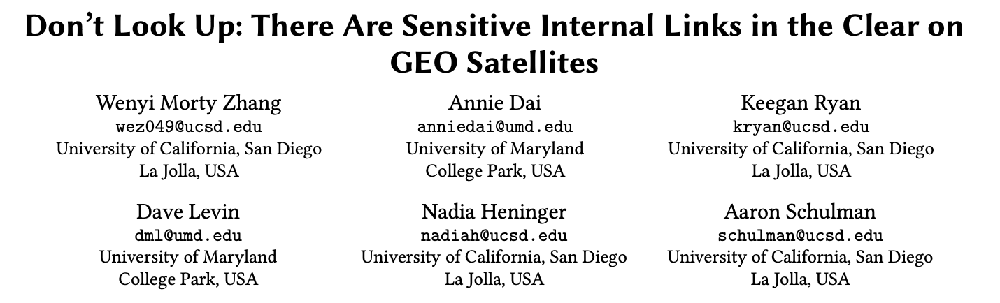 Don’t Look Up: There Are Sensitive Internal Links in the Clear on
GEO Satellites
Wenyi Morty Zhang
wez049@ucsd.edu
University of California, San Diego
La Jolla, USA
Annie Dai
anniedai@umd.edu
University of Maryland
College Park, USA
Keegan Ryan
kryan@ucsd.edu
University of California, San Diego
La Jolla, USA
Dave Levin
dml@umd.edu
University of Maryland
College Park, USA
Nadia Heninger
nadiah@ucsd.edu
University of California, San Diego
La Jolla, USA
Aaron Schulman
schulman@ucsd.edu
University of California, San Diego
La Jolla, USA